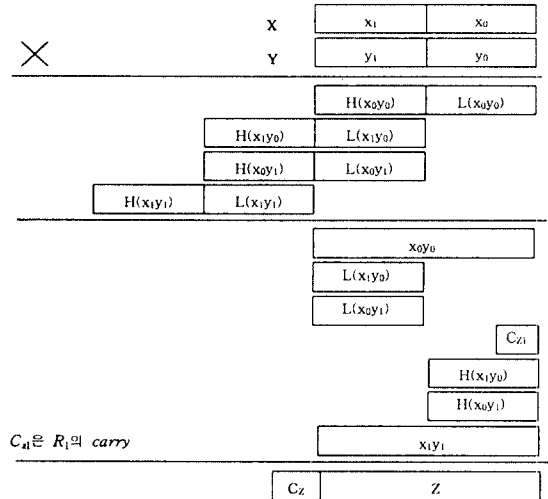 X x₁ x₀
Y y₁ y₀
H(x₀y₀) L(x₀y₀)
H(x₁y₀) L(x₁y₀)
H(x₀y₁) L(x₀y₁)
H(x₁y₁) L(x₁y₁)
x₀y₀
L(x₁y₀)
L(x₀y₁)
C_Z1
H(x₁y₀)
H(x₀y₁)
C_z1은 R₁의 carry x₁y₁
C_Z Z